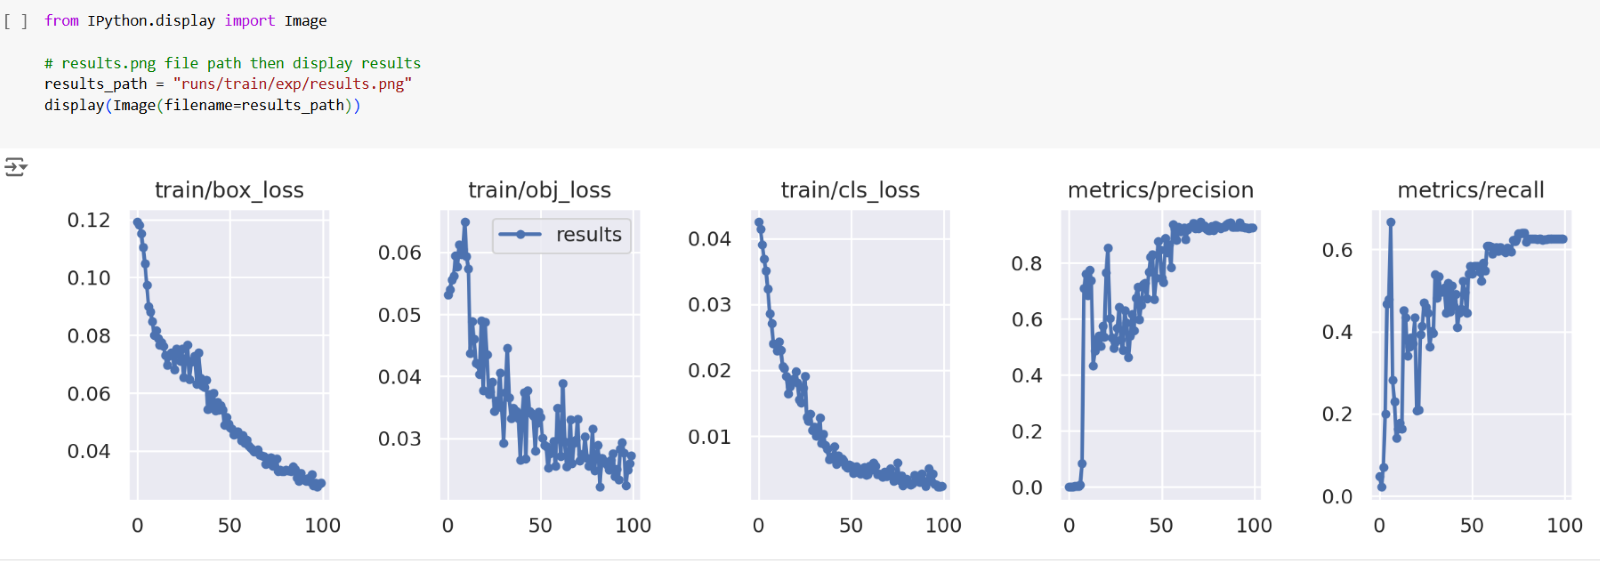 [ ] from IPython.display import Image
# results.png file path then display results
results_path = "runs/train/exp/results.png"
display(Image(filename=results_path))
train/box_loss
0.12
0.10
0.08
0.06
0.04
0 50 100
train/obj_loss
results
0.06
0.05
0.04
0.03
0 50 100
train/cls_loss
0.04
0.03
0.02
0.01
0 50 100
metrics/precision
0.8
0.6
0.4
0.2
0.0
0 50 100
metrics/recall
0.6
0.4
0.2
0.0
0 50 100